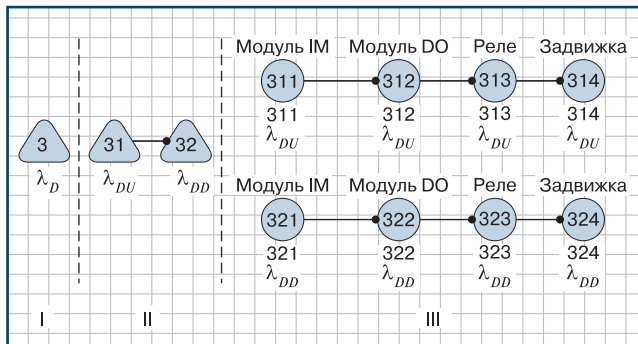 Модуль IM Модуль DO Реле Задвижка
311 312 313 314
311 312 313 314
λDU λDU λDU λDU
3 31 32
λD λDU λDD
Модуль IM Модуль DO Реле Задвижка
321 322 323 324
321 322 323 324
λDD λDD λDD λDD
I II III